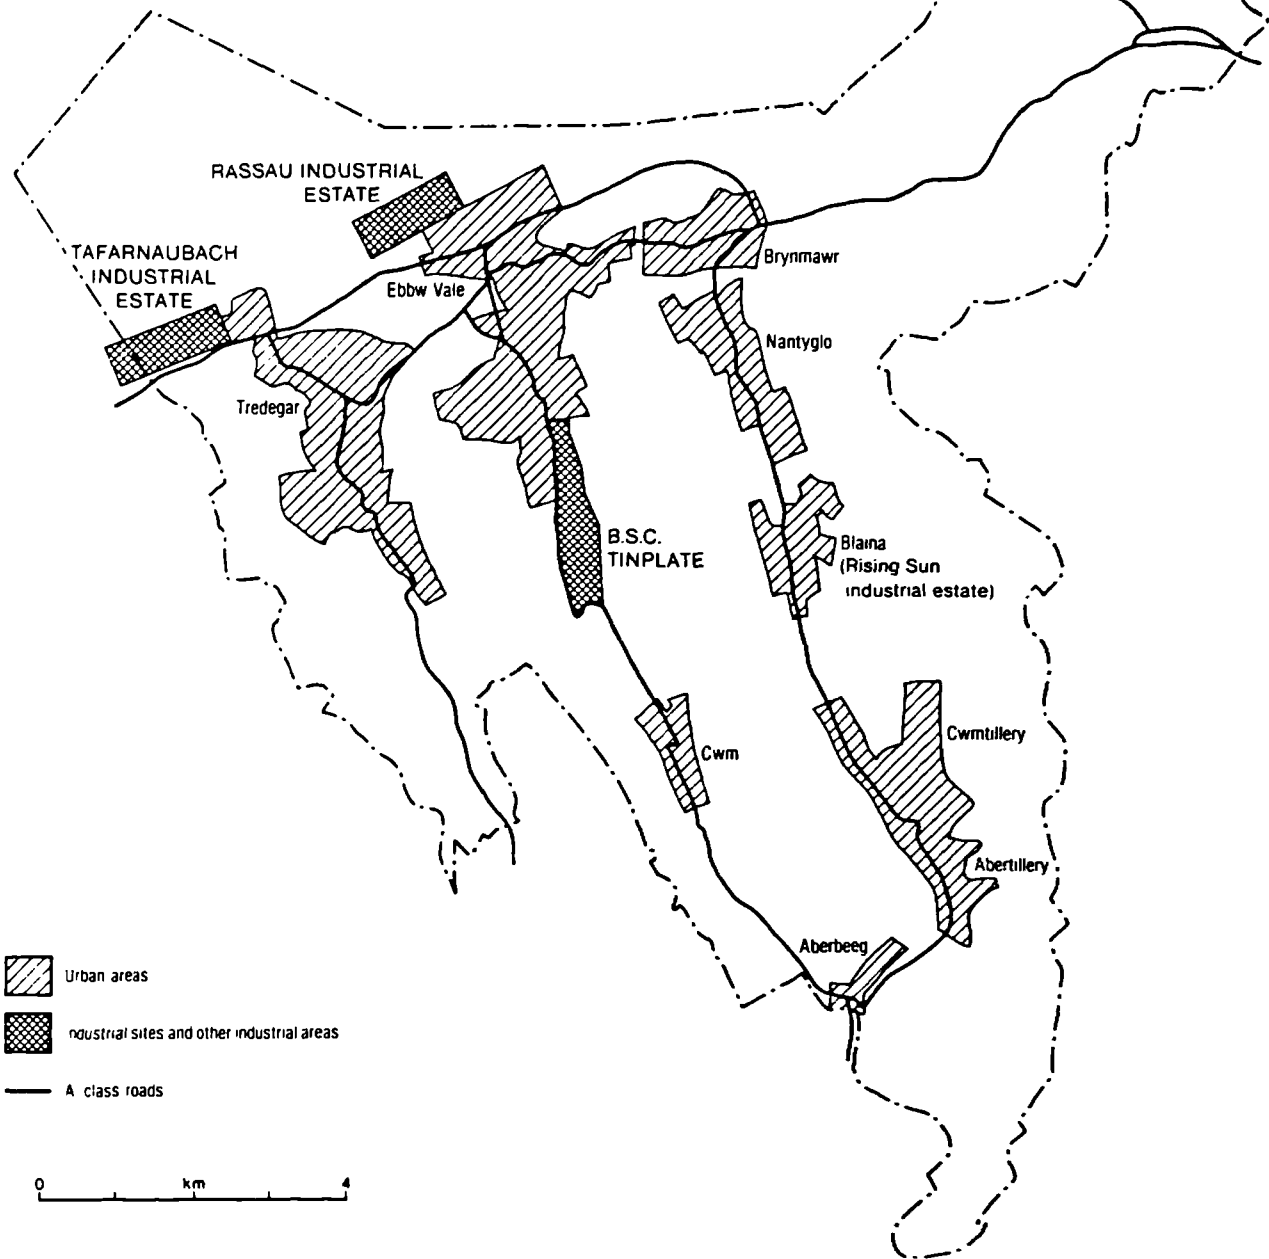 RASSAU INDUSTRIAL
ESTATE
TAFARNAUBACH
INDUSTRIAL
ESTATE
Ebbw Vale
Brynmawr
Nantyglo
Tredegar
B.S.C.
TINPLATE
Blaina
(Rising Sun
industrial estate)
Cwmtillery
Cwm
Abertillery
Aberbeeg
Urban areas
ndustrial sites and other industrial areas
A class roads
0 km 4